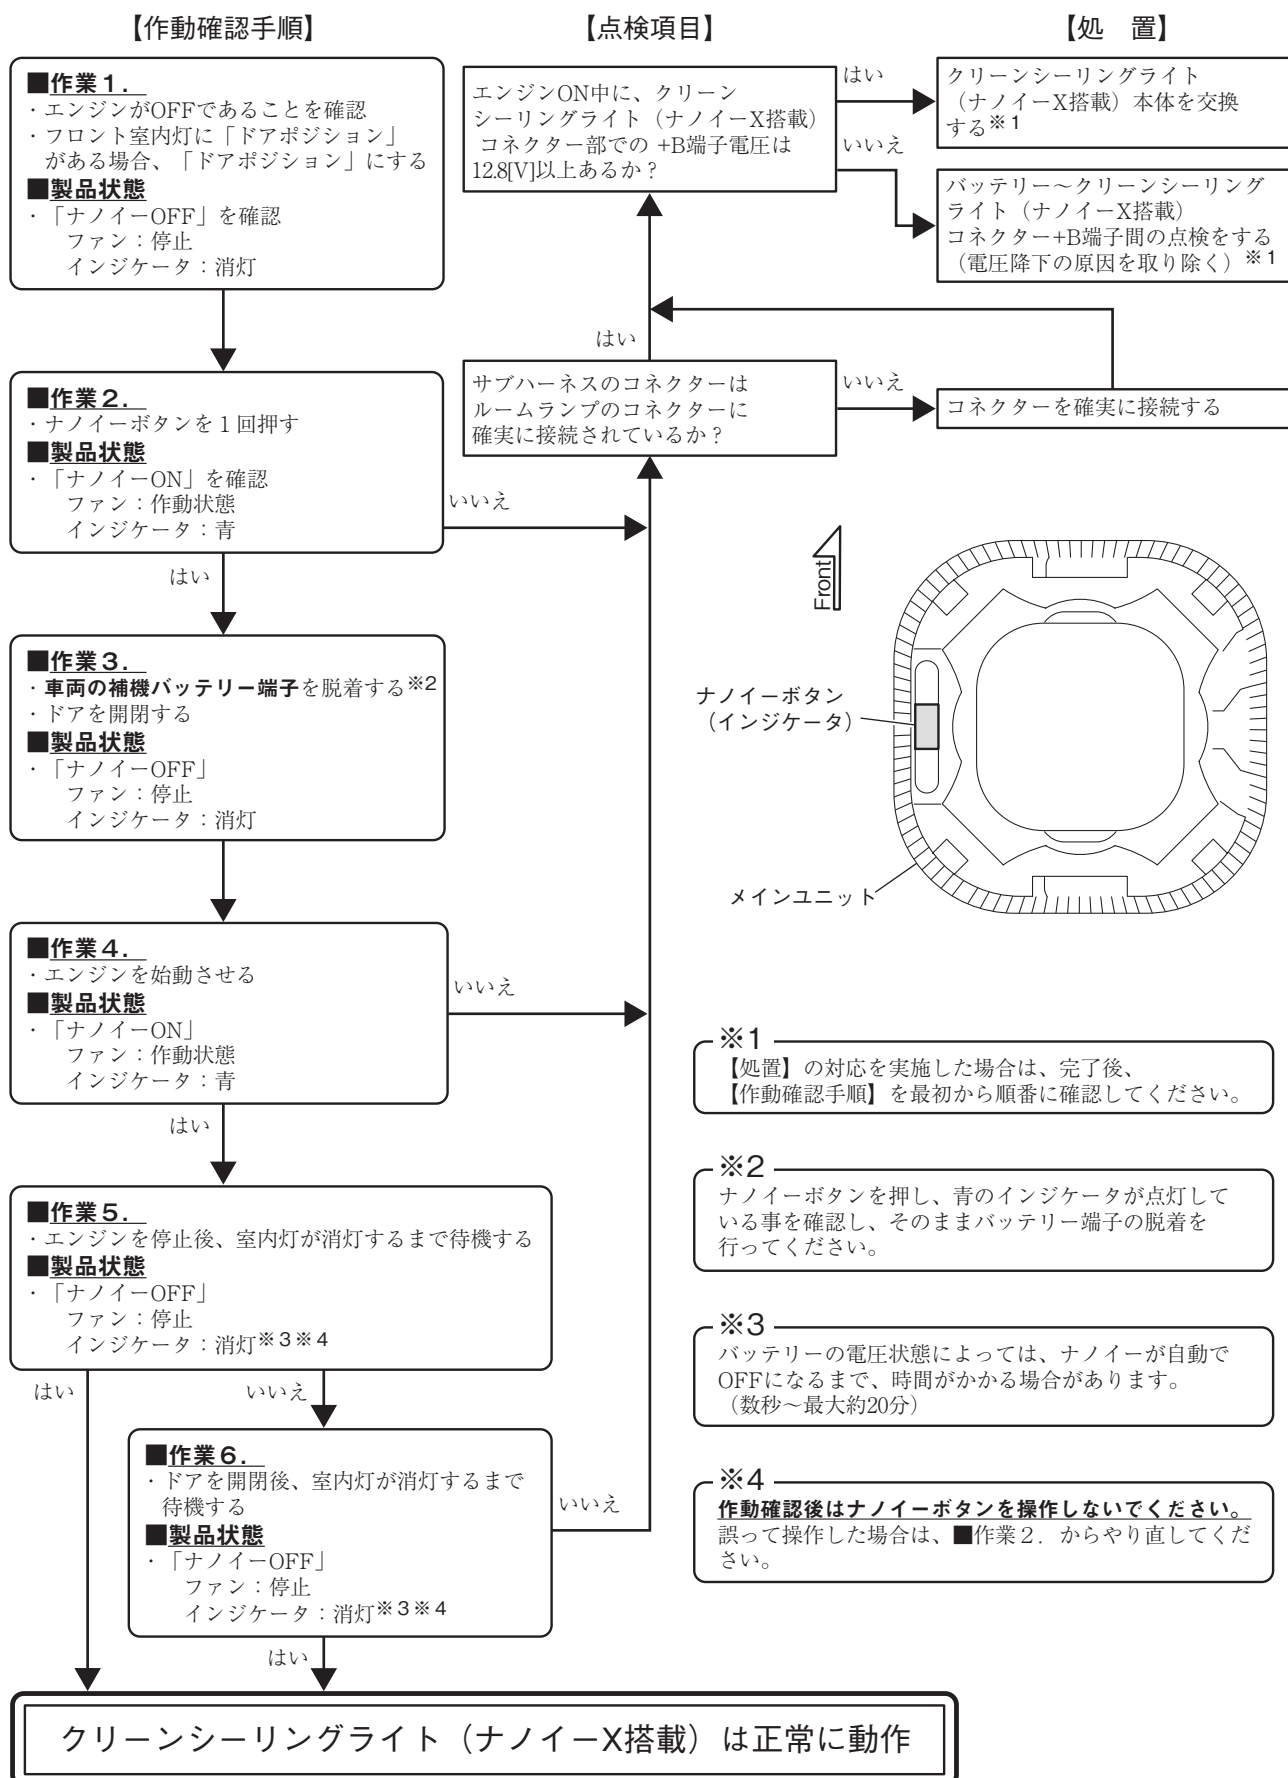 【作動確認手順】
■作業１．
・エンジンがOFFであることを確認
・フロント室内灯に「ドアポジション」
がある場合、「ドアポジション」にする
■製品状態
・「ナノイーOFF」を確認
ファン：停止
インジケータ：消灯
■作業２．
・ナノイーボタンを１回押す
■製品状態
・「ナノイーON」を確認
ファン：作動状態
インジケータ：青
いいえ
はい
■作業３．
・車両の補機バッテリー端子を脱着する※2
・ドアを開閉する
■製品状態
・「ナノイーOFF」
ファン：停止
インジケータ：消灯
■作業４．
・エンジンを始動させる
■製品状態
・「ナノイーON」
ファン：作動状態
インジケータ：青
いいえ
はい
■作業５．
・エンジンを停止後、室内灯が消灯するまで待機する
■製品状態
・「ナノイーOFF」
ファン：停止
インジケータ：消灯※３※４
はい
いいえ
■作業６．
・ドアを開閉後、室内灯が消灯するまで
待機する
■製品状態
・「ナノイーOFF」
ファン：停止
インジケータ：消灯※３※４
いいえ
はい
クリーンシーリングライト（ナノイーX搭載）は正常に動作
【点検項目】
エンジンON中に、クリーン
シーリングライト（ナノイーX搭載）
コネクター部での +B端子電圧は
12.8[V]以上あるか？
はい
いいえ
はい
サブハーネスのコネクターは
ルームランプのコネクターに
確実に接続されているか？
いいえ
【処　置】
クリーンシーリングライト
（ナノイーX搭載）本体を交換
する※１
バッテリー～クリーンシーリング
ライト（ナノイーX搭載）
コネクター+B端子間の点検をする
（電圧降下の原因を取り除く）※１
コネクターを確実に接続する
Front
ナノイーボタン
（インジケータ）
メインユニット
※1
【処置】の対応を実施した場合は、完了後、
【作動確認手順】を最初から順番に確認してください。
※2
ナノイーボタンを押し、青のインジケータが点灯して
いる事を確認し、そのままバッテリー端子の脱着を
行ってください。
※3
バッテリーの電圧状態によっては、ナノイーが自動で
OFFになるまで、時間がかかる場合があります。
（数秒～最大約20分）
※4
作動確認後はナノイーボタンを操作しないでください。
誤って操作した場合は、■作業２．からやり直してくだ
さい。